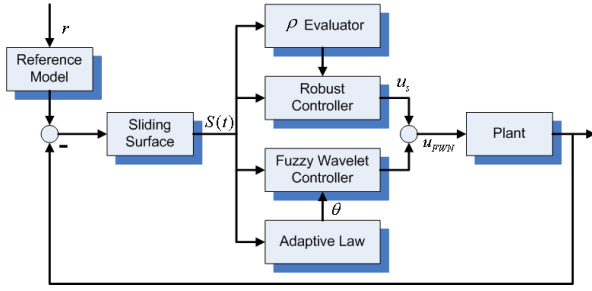 r
Reference
Model
-
Sliding
Surface
S(t)
ρ Evaluator
Robust
Controller
u_s
Fuzzy Wavelet
Controller
u_FWN
θ
Adaptive Law
Plant